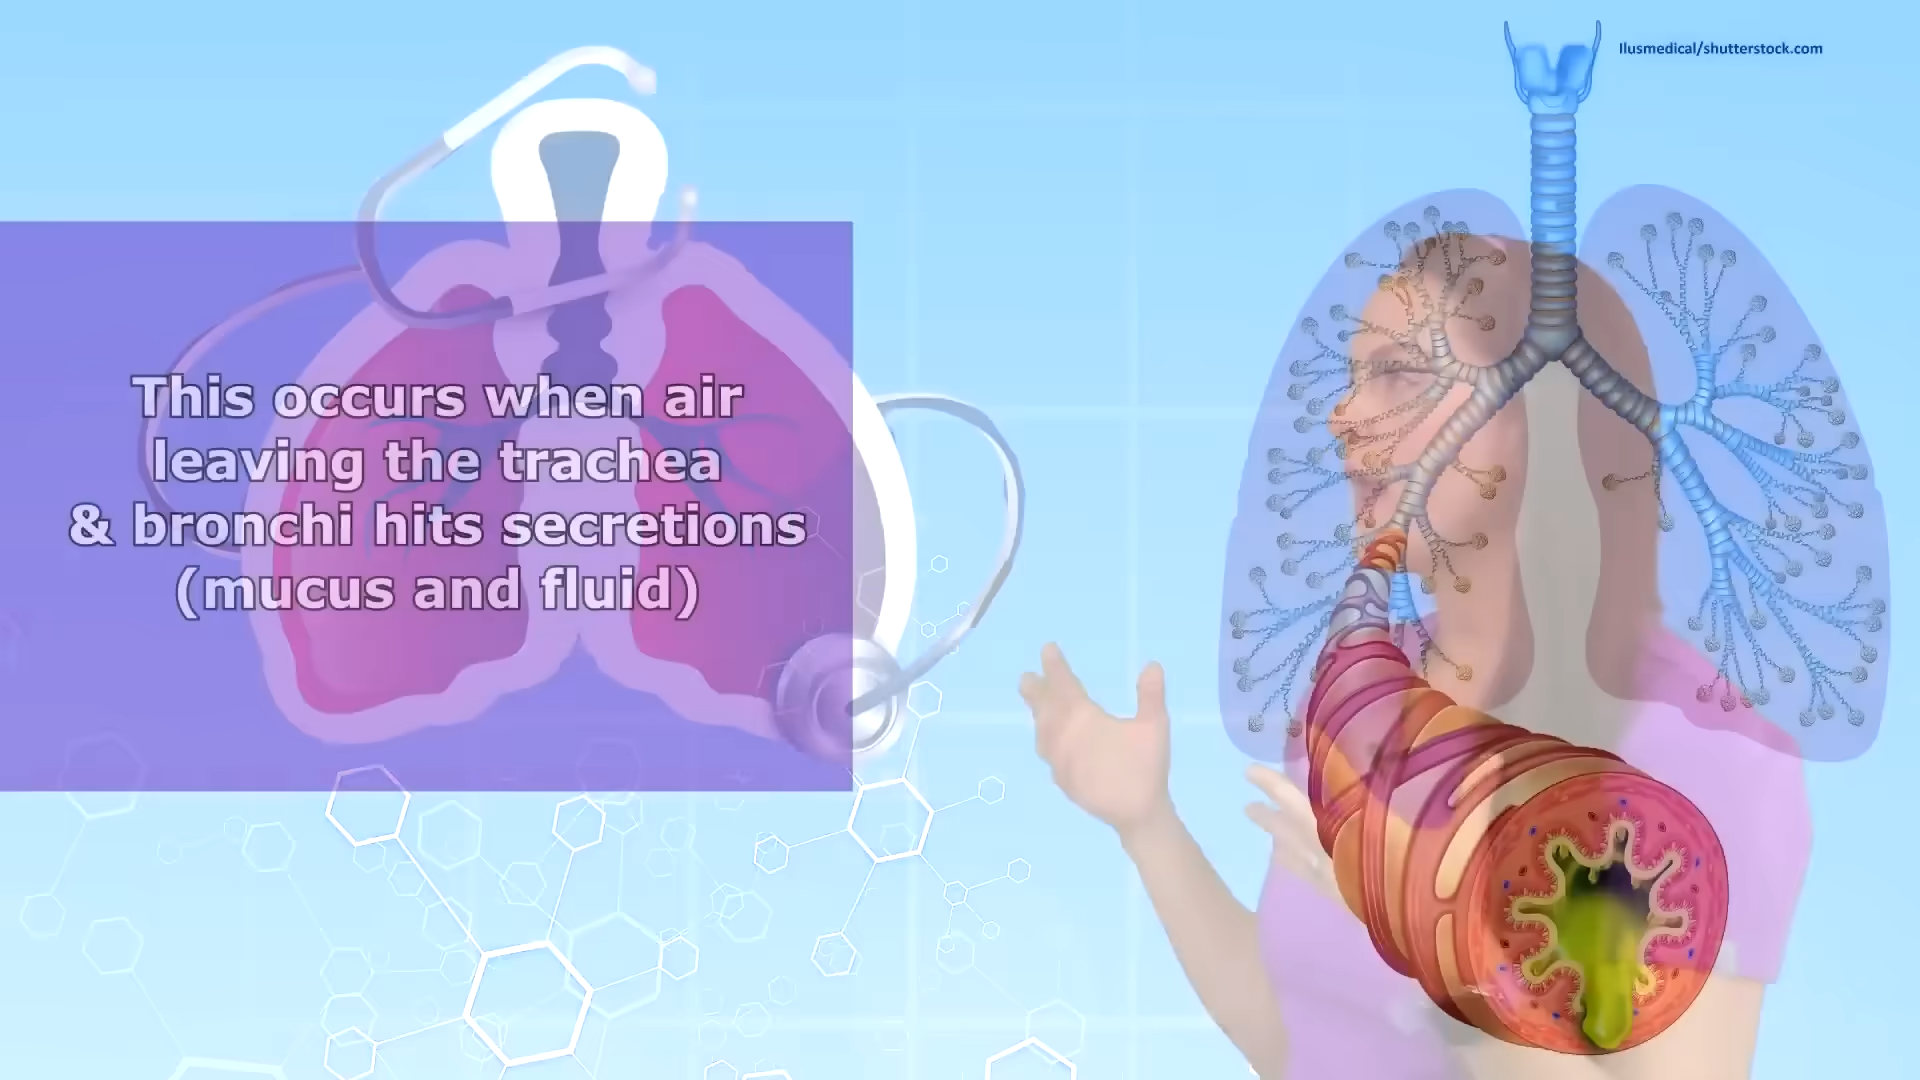 Ilusmedical/shutterstock.com
This occurs when air
leaving the trachea
& bronchi hits secretions
(mucus and fluid)